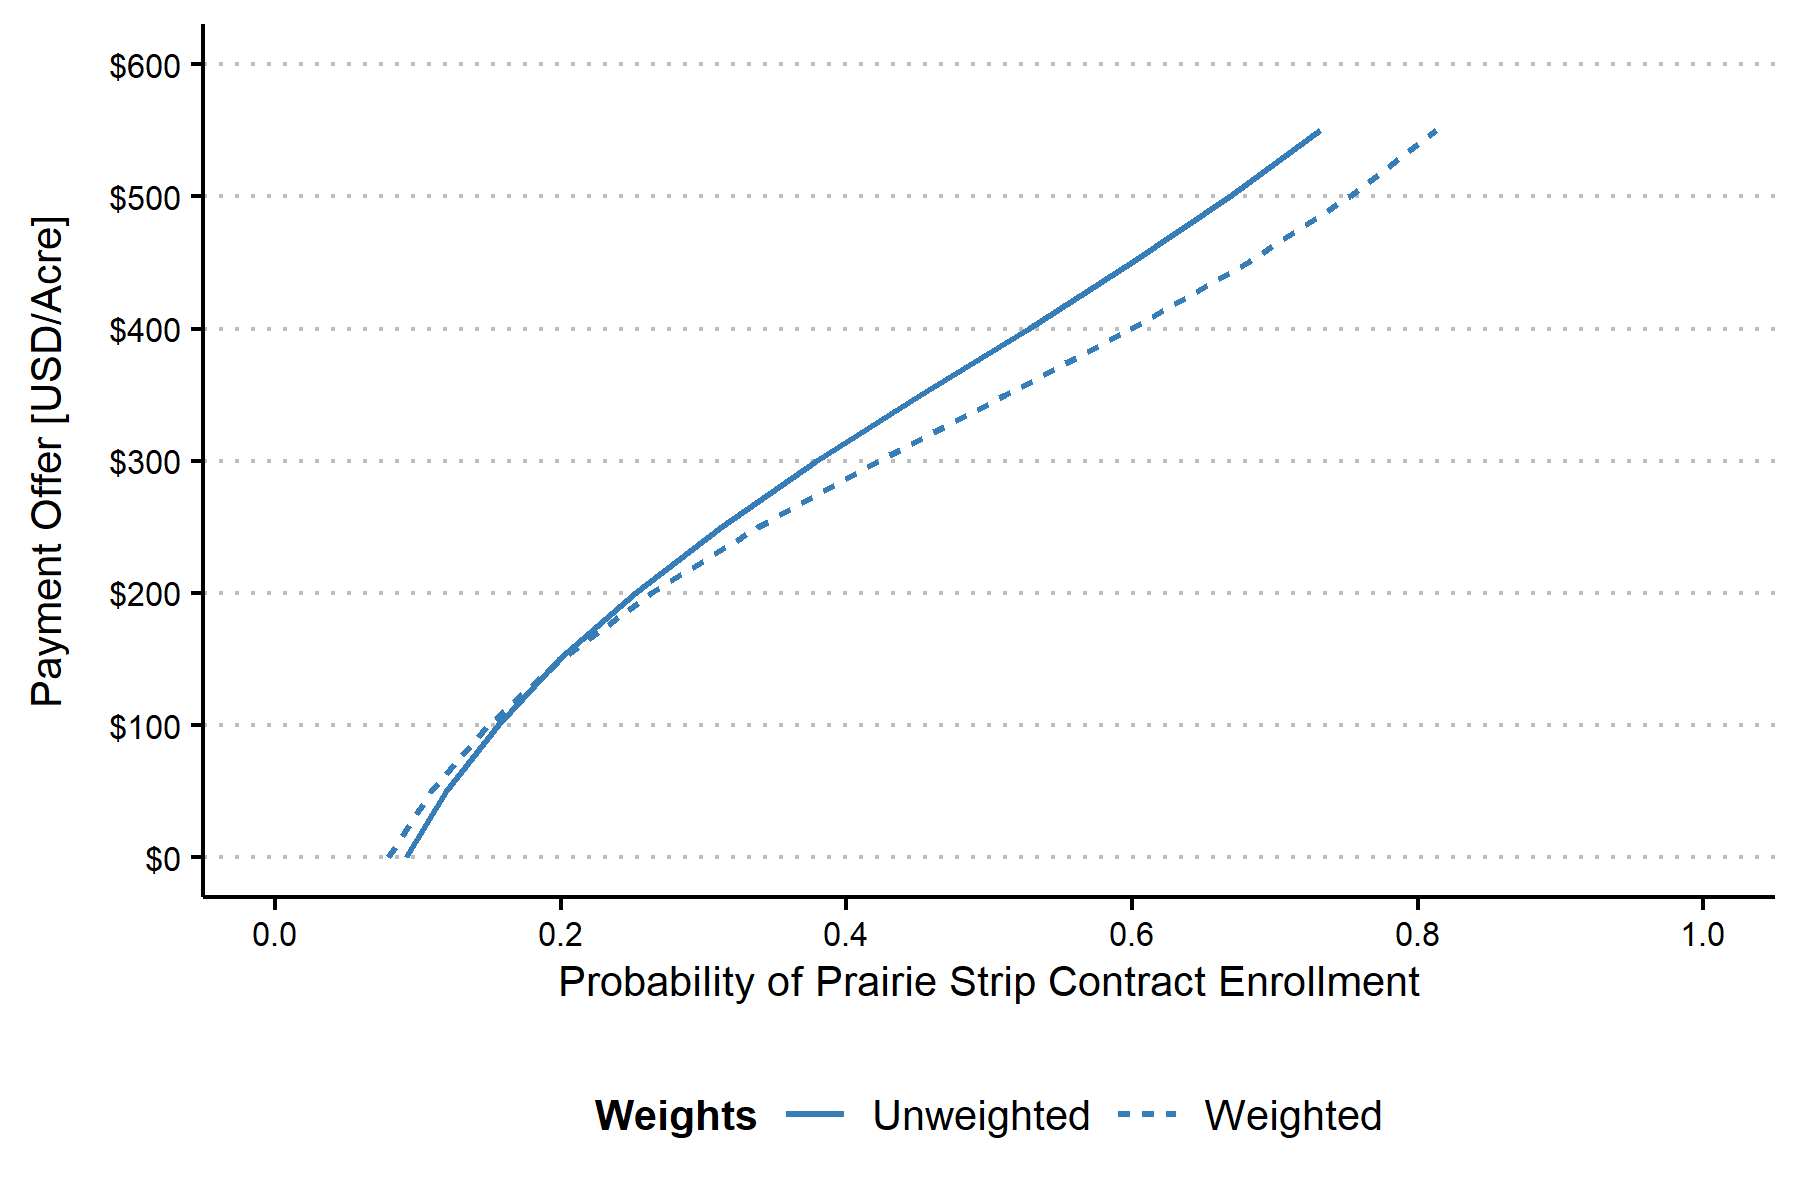 $600
$500
$400
$300
$200
$100
$0
Payment Offer [USD/Acre]
0.0 0.2 0.4 0.6 0.8 1.0
Probability of Prairie Strip Contract Enrollment
Weights Unweighted Weighted